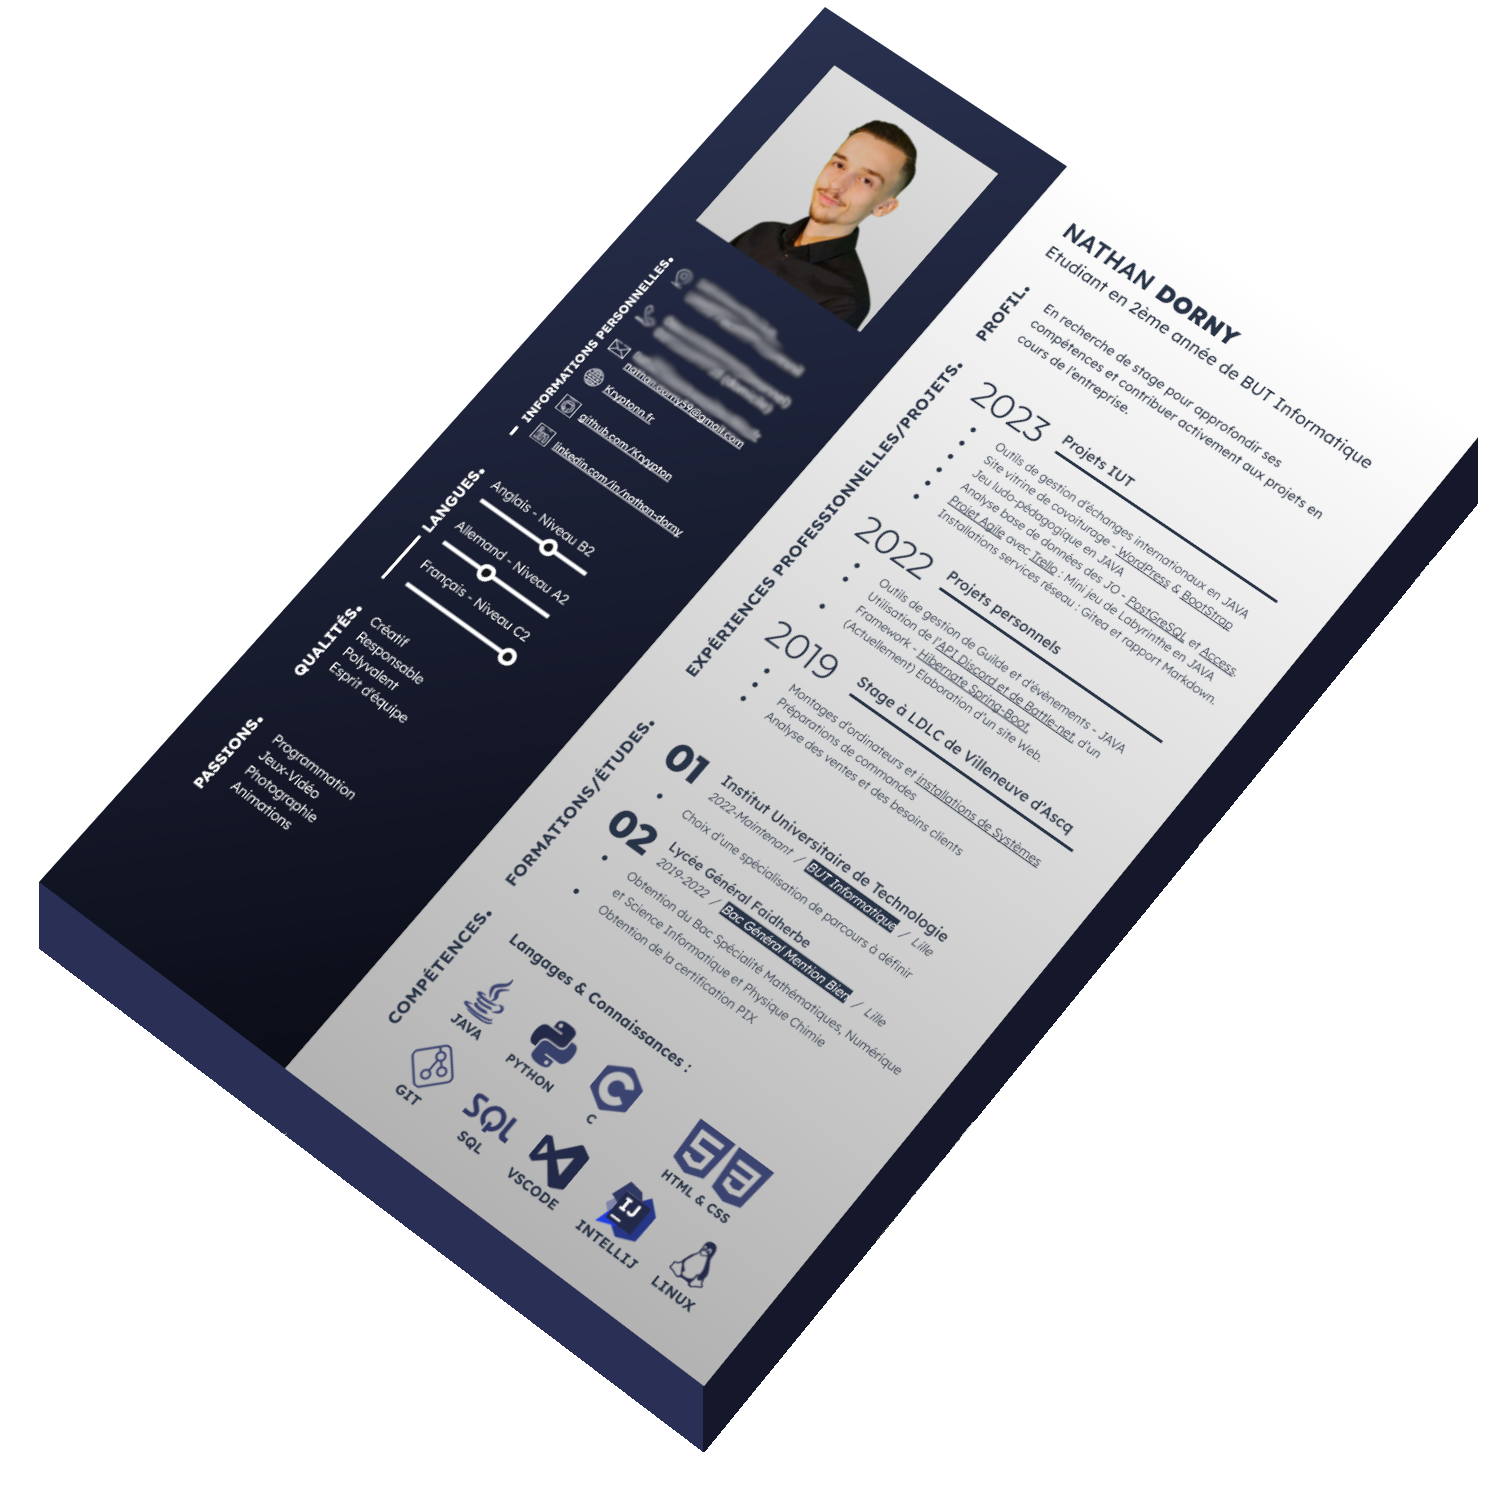 INFORMATIONS PERSONNELLES.
nathan.dorny59@gmail.com
Kryptonn.fr
github.com/Kryypton
linkedin.com/in/nathan-dorny
LANGUES.
Anglais - Niveau B2
Allemand - Niveau A2
Français - Niveau C2
QUALITÉS.
Créatif
Responsable
Polyvalent
Esprit d'équipe
PASSIONS.
Programmation
Jeux-Vidéo
Photographie
Animations
NATHAN DORNY
Etudiant en 2ème année de BUT Informatique
PROFIL.
En recherche de stage pour approfondir ses
compétences et contribuer activement aux projets en
cours de l'entreprise.
EXPÉRIENCES PROFESSIONNELLES/PROJETS.
2023
Projets IUT
Outils de gestion d'échanges internationaux en JAVA
Site vitrine de covoiturage - WordPress & BootStrap
Jeu ludo-pédagogique en JAVA
Analyse base de données des JO - PostGreSQL et Access.
Projet Agile avec Trello : Mini jeu de Labyrinthe en JAVA
Installations services réseau : Gitea et rapport Markdown.
2022
Projets personnels
Outils de gestion de Guilde et d'évènements - JAVA
Utilisation de l'API Discord et de Battle-net, d'un
Framework - Hibernate Spring-Boot.
(Actuellement) Elaboration d'un site Web.
2019
Stage à LDLC de Villeneuve d'Ascq
Montages d'ordinateurs et installations de Systèmes
Préparations de commandes
Analyse des ventes et des besoins clients
FORMATIONS/ÉTUDES.
01
Institut Universitaire de Technologie
2022-Maintenant / BUT Informatique / Lille
Choix d'une spécialisation de parcours à définir
02
Lycée Général Faidherbe
2019-2022 / Bac Général Mention Bien / Lille
Obtention du Bac Spécialité Mathématiques, Numérique
et Science Informatique et Physique Chimie
Obtention de la certification PIX
COMPÉTENCES.
Langages & Connaissances :
JAVA
PYTHON
C
HTML & CSS
GIT
SQL
SQL
VSCODE
IJ
INTELLIJ
LINUX